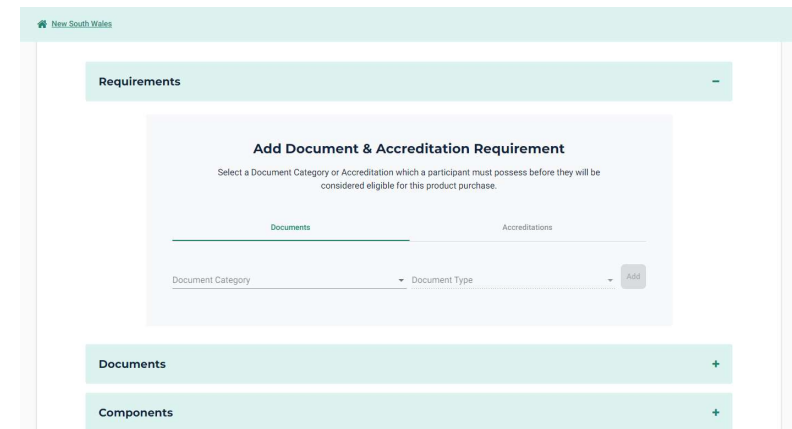 New South Wales
Requirements
Add Document & Accreditation Requirement
Select a Document Category or Accreditation which a participant must possess before they will be
considered eligible for this product purchase.
Documents
Accreditations
Document Category
Document Type
Add
Documents
Components